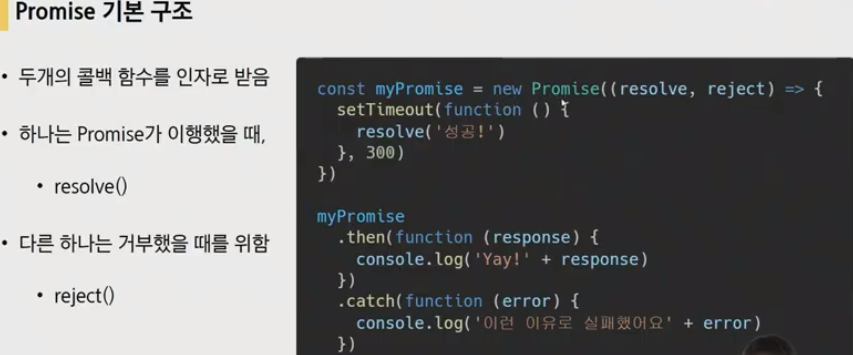 Promise 기본 구조
• 두개의 콜백 함수를 인자로 받음
• 하나는 Promise가 이행했을 때,
• resolve()
• 다른 하나는 거부했을 때를 위함
• reject()
const myPromise = new Promise((resolve, reject) => {
  setTimeout(function () {
    resolve('성공!')
  }, 300)
})

myPromise
  .then(function (response) {
    console.log('Yay!' + response)
  })
  .catch(function (error) {
    console.log('이런 이유로 실패했어요' + error)
  })